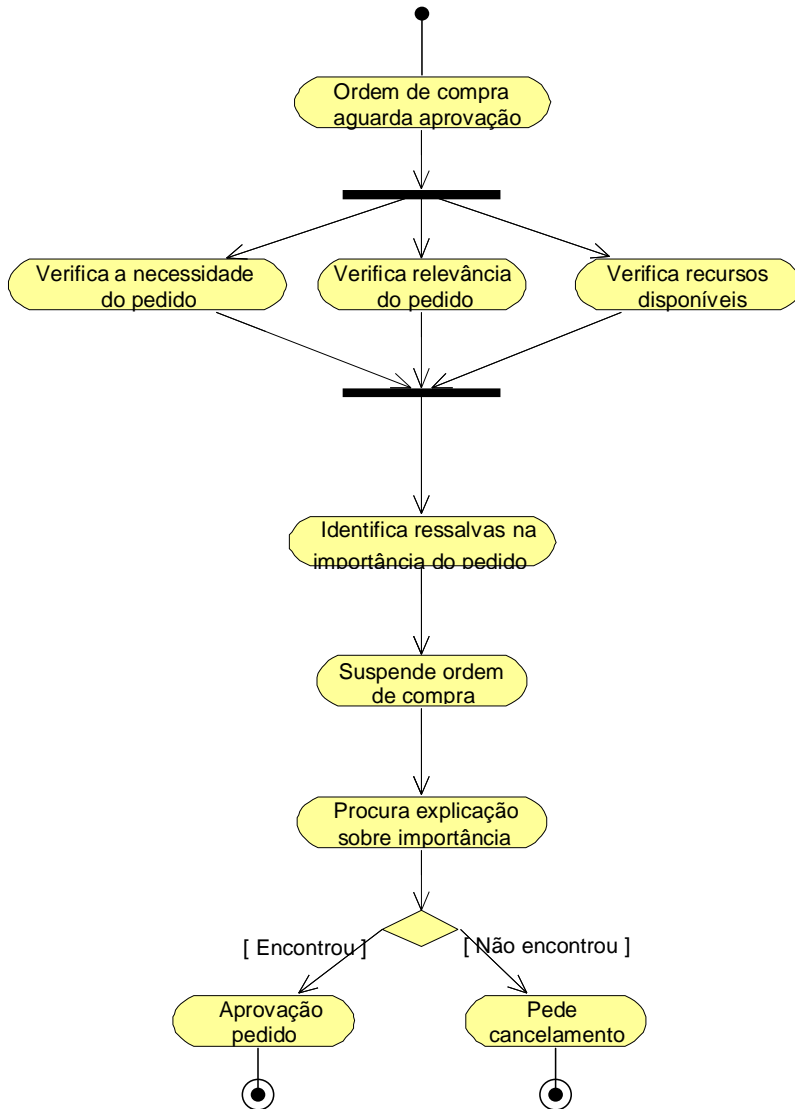 Ordem de compra
aguarda aprovação
Verifica a necessidade
do pedido
Verifica relevância
do pedido
Verifica recursos
disponíveis
Identifica ressalvas na
importância do pedido
Suspende ordem
de compra
Procura explicação
sobre importância
[ Encontrou ]
[ Não encontrou ]
Aprovação
pedido
Pede
cancelamento